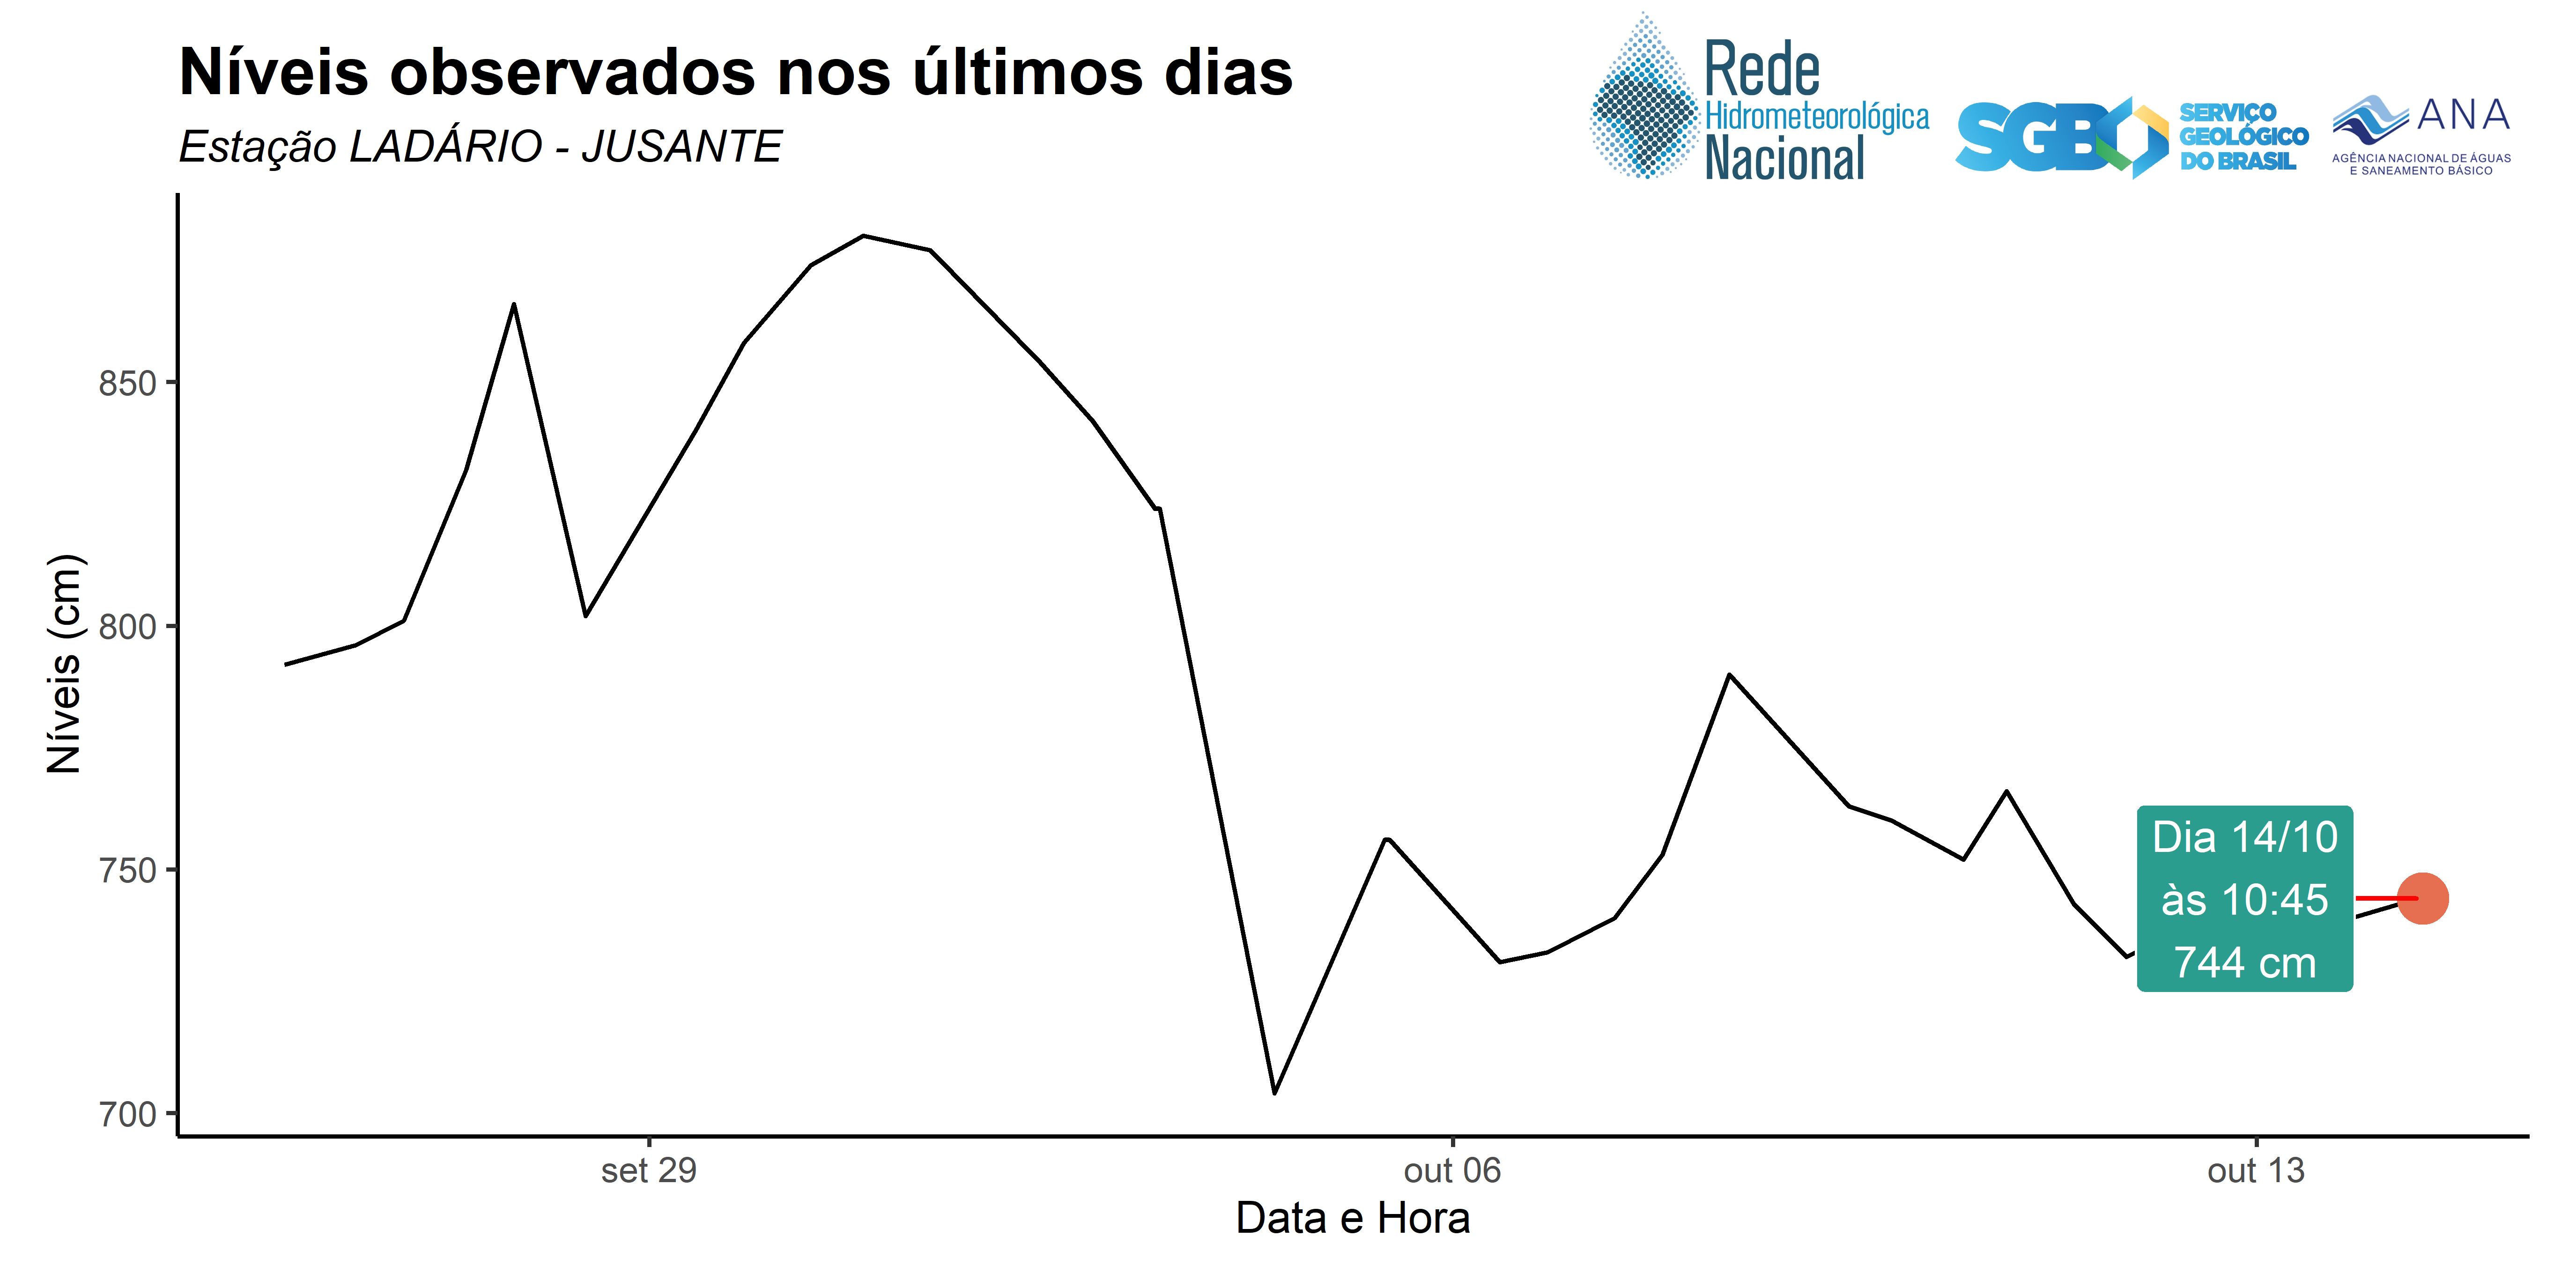 Níveis observados nos últimos dias
Estação LADÁRIO - JUSANTE
Rede
Hidrometeorológica
Nacional
SGB
SERVIÇO
GEOLÓGICO
DO BRASIL
ANA
AGÊNCIA NACIONAL DE ÁGUAS
E SANEAMENTO BÁSICO
Níveis (cm)
850
800
750
700
Dia 14/10
às 10:45
744 cm
set 29
out 06
out 13
Data e Hora